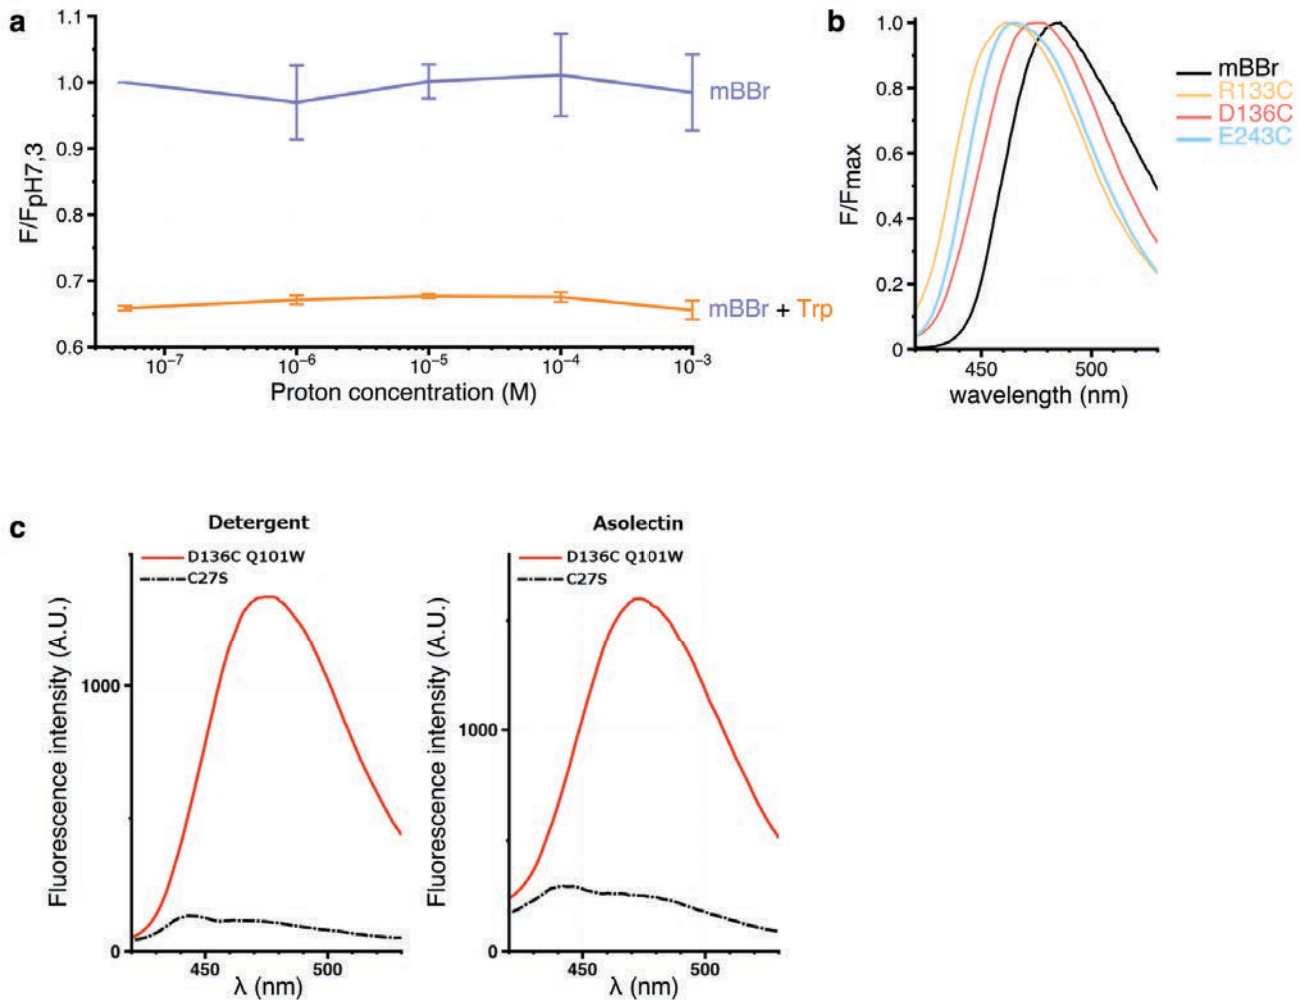 a
1.1
1.0
0.9
0.8
0.7
0.6
F/FpH7,3
mBBr
mBBr + Trp
10−7
10−6
10−5
10−4
10−3
Proton concentration (M)
b
1.0
0.8
0.6
0.4
0.2
0
F/Fmax
450
500
wavelength (nm)
mBBr
R133C
D136C
E243C
c
Detergent
D136C Q101W
C27S
Fluorescence intensity (A.U.)
1000
0
450
500
λ (nm)
Asolectin
D136C Q101W
C27S
Fluorescence intensity (A.U.)
1000
0
450
500
λ (nm)